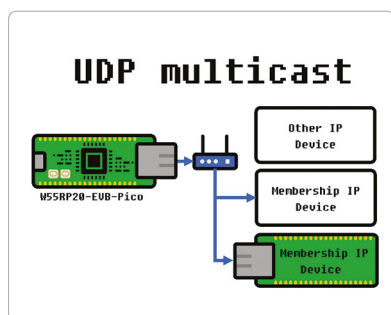 UDP multicast
Other IP
Device
W55RP20-EVB-Pico
Membership IP
Device
Membership IP
Device